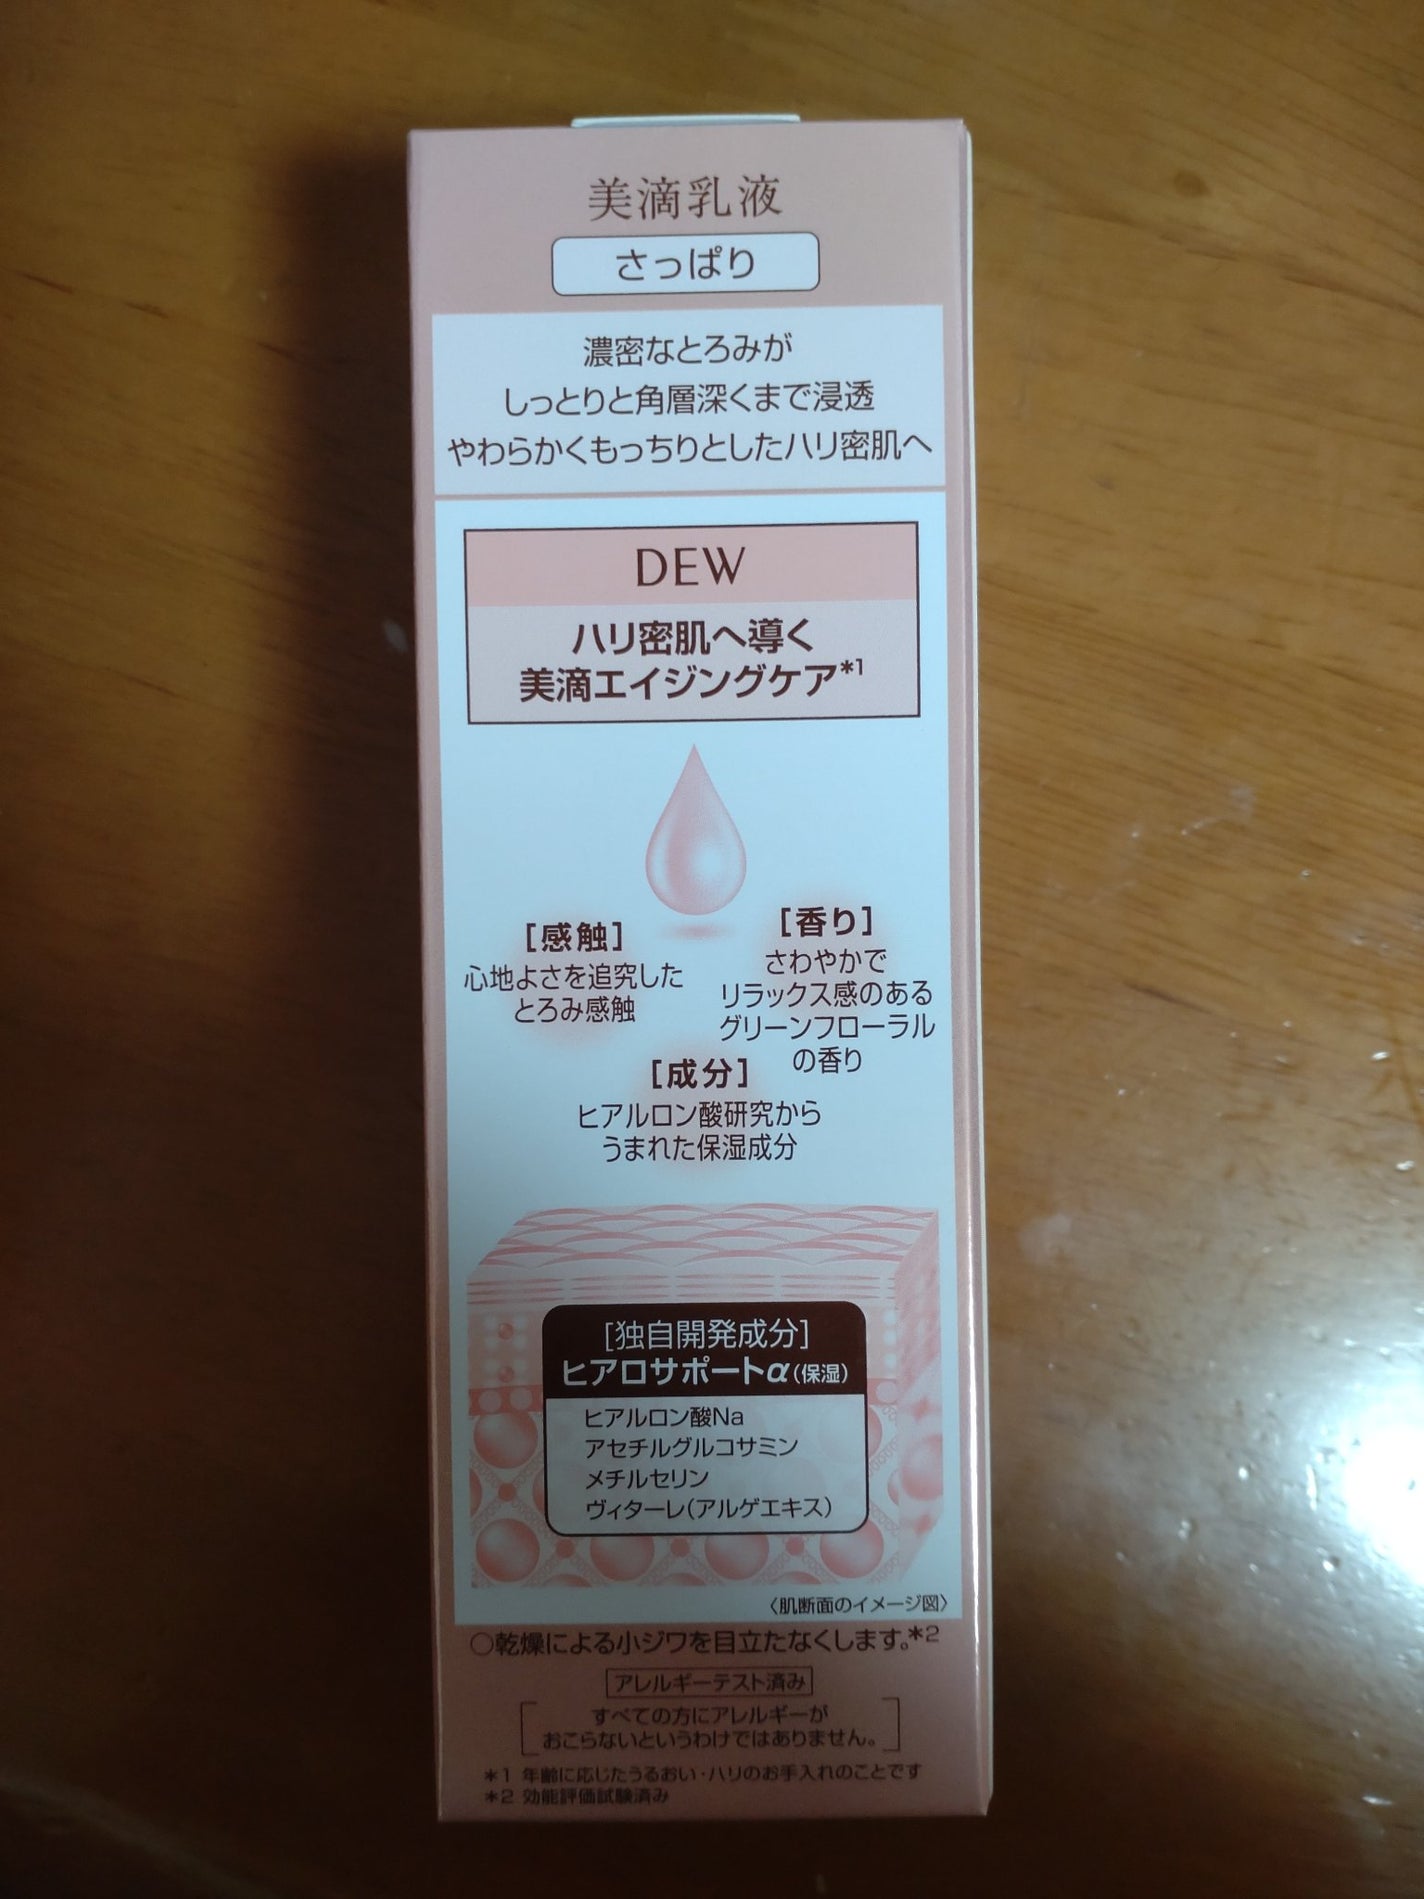 美滴乳液
さっぱり
濃密なとろみが
しっとりと角層深くまで浸透
やわらかくもっちりとしたハリ密肌へ
DEW
ハリ密肌へ導く
美滴エイジングケア*1
[感触]
心地よさを追究した
とろみ感触
[香り]
さわやかで
リラックス感のある
グリーンフローラル
の香り
[成分]
ヒアルロン酸研究から
うまれた保湿成分
[独自開発成分]
ヒアロサポートα(保湿)
ヒアルロン酸Na
アセチルグルコサミン
メチルセリン
ヴィターレ(アルゲエキス)
〈肌断面のイメージ図〉
○乾燥による小ジワを目立たなくします。*2
アレルギーテスト済み
すべての方にアレルギーが
おこらないというわけではありません。
*1 年齢に応じたうるおい・ハリのお手入れのことです
*2 効能評価試験済み